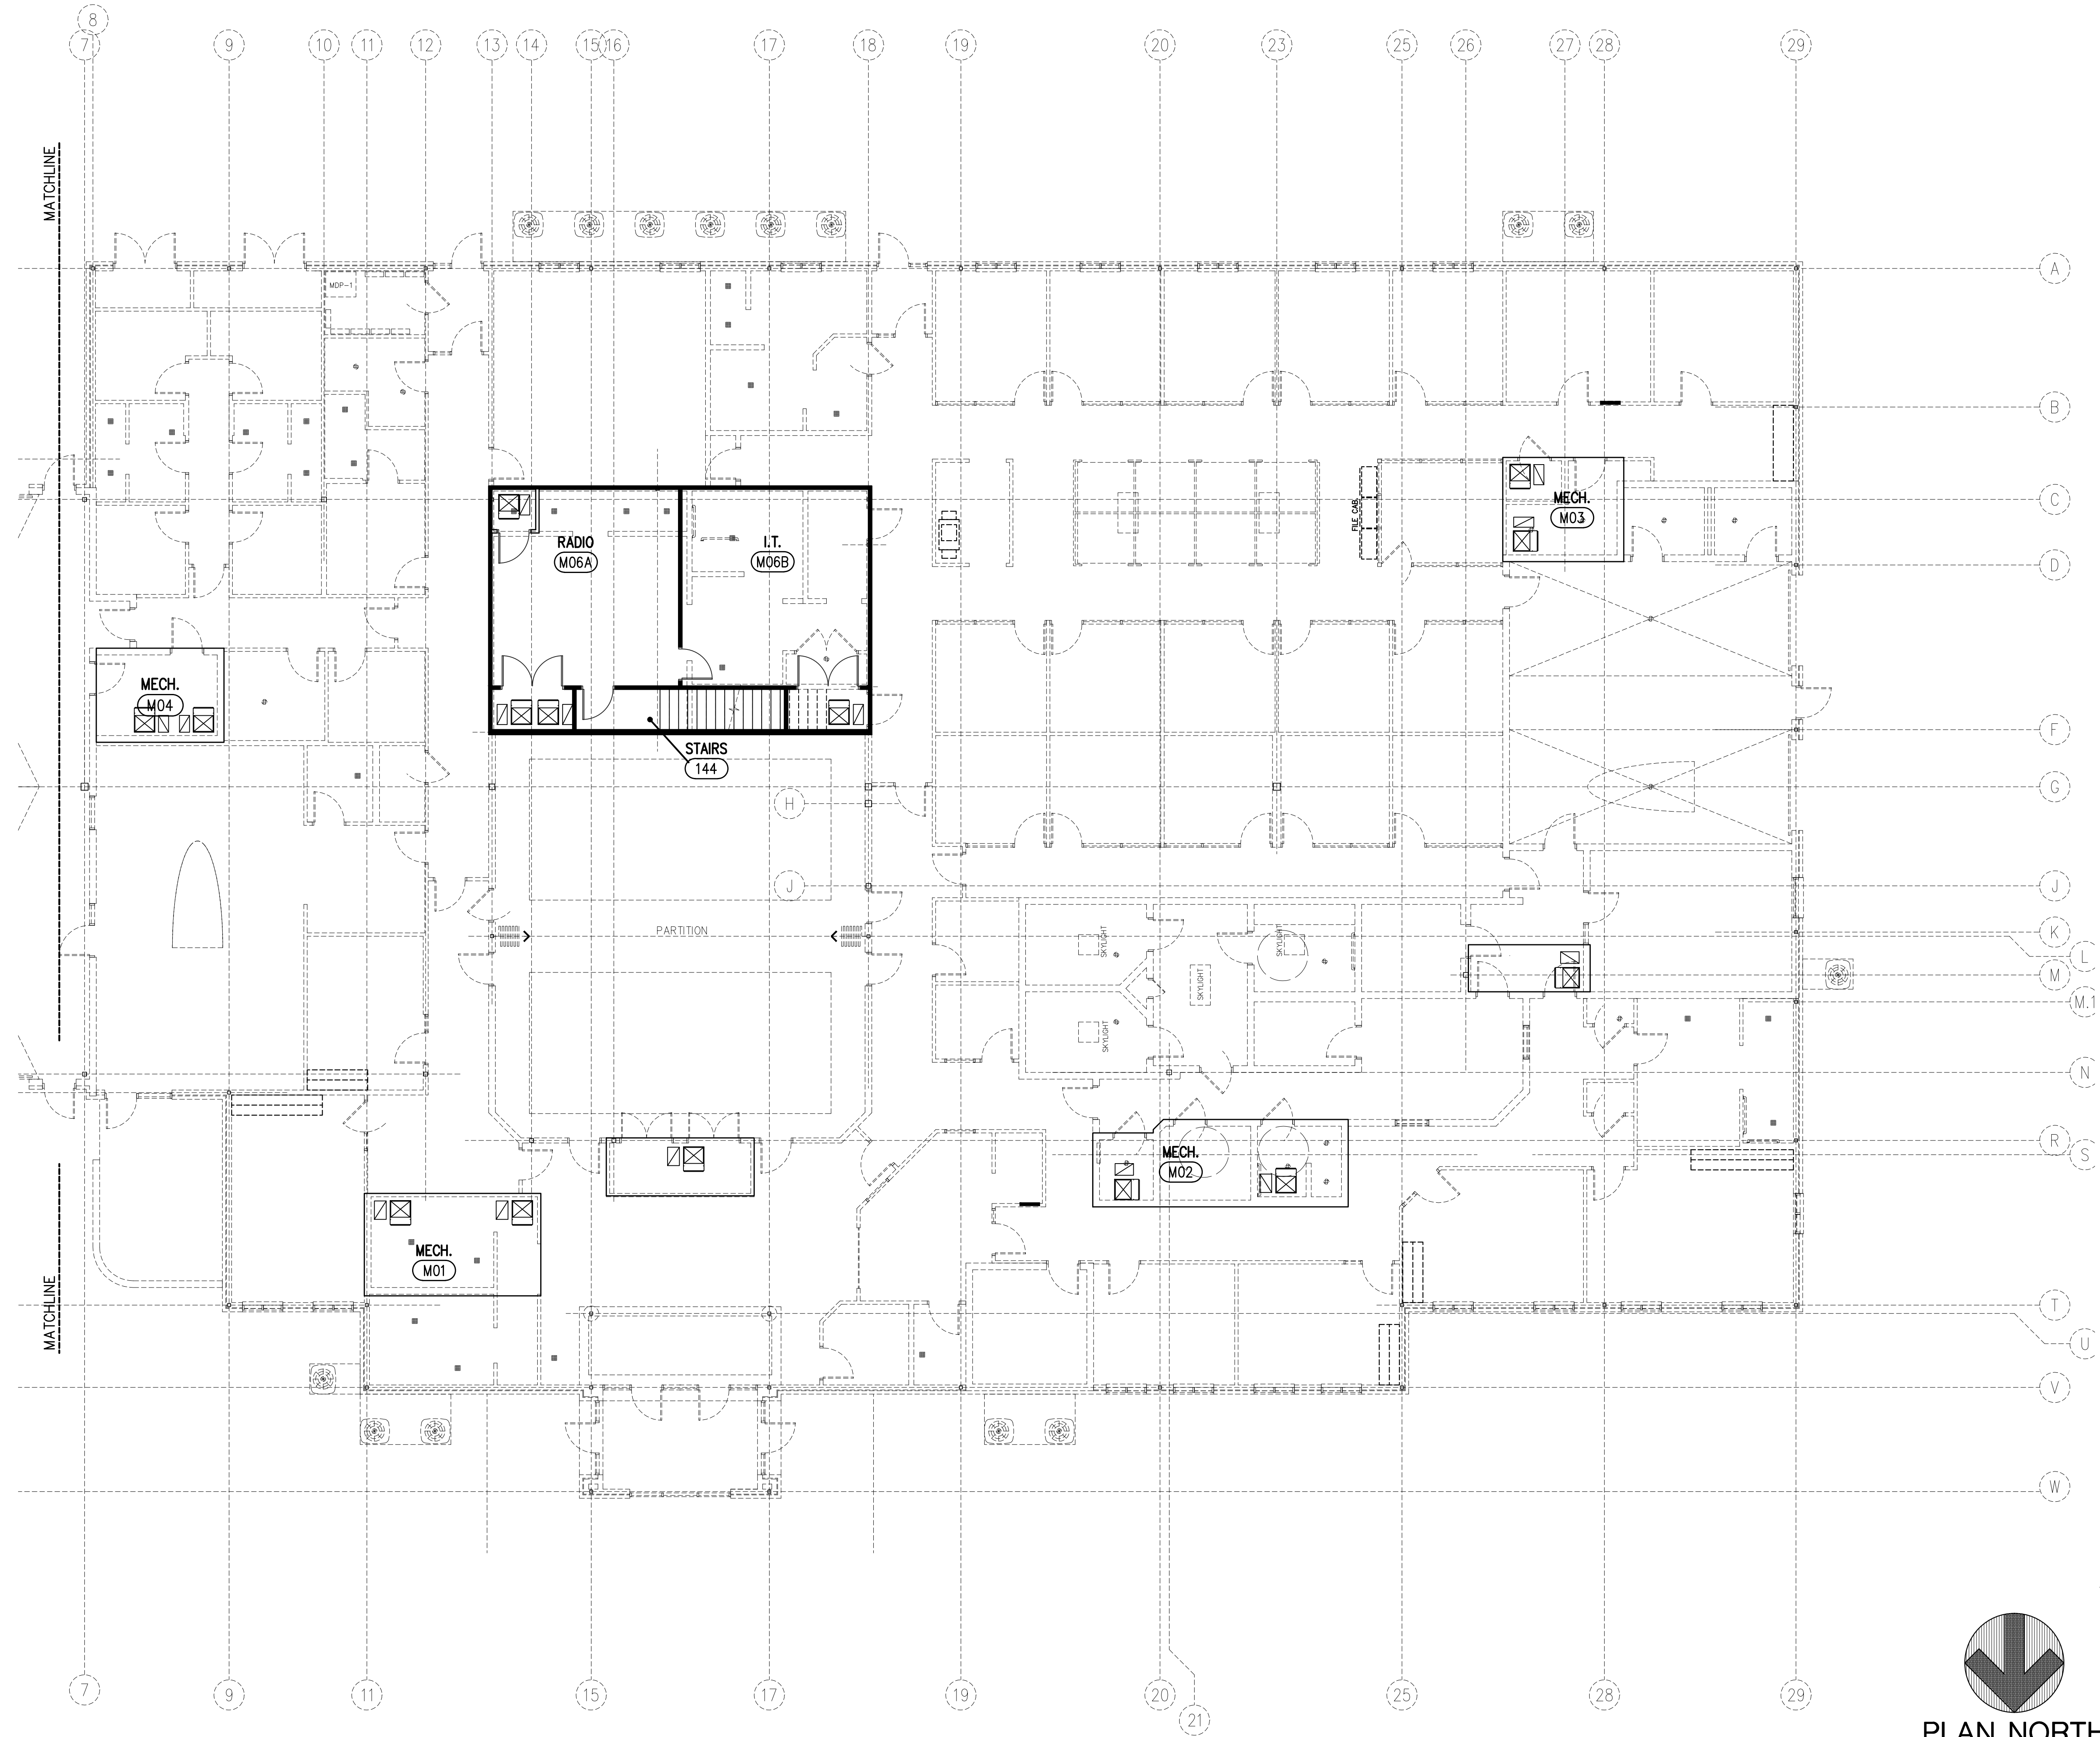 8
7
9
10
11
12
13
14
15
16
17
18
19
20
23
25
26
27
28
29
MATCHLINE
A
MDP-1
B
C
FILE CAB.
MECH.
M03
RADIO
M06A
I.T.
M06B
D
MECH.
M04
STAIRS
144
F
G
H
J
J
PARTITION
K
SKYLIGHT
SKYLIGHT
L
M
SKYLIGHT
M.1
SKYLIGHT
N
R
MECH.
M02
S
MECH.
M01
MATCHLINE
T
U
V
W
7
9
11
15
17
19
20
21
25
28
29
PLAN NORTH